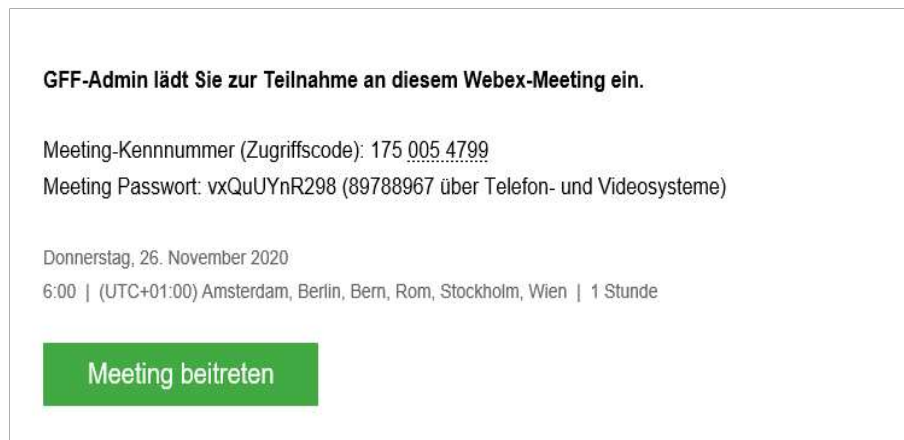 GFF-Admin lädt Sie zur Teilnahme an diesem Webex-Meeting ein.
Meeting-Kennnummer (Zugriffscode): 175 005 4799
Meeting Passwort: vxQuUYnR298 (89788967 über Telefon- und Videosysteme)
Donnerstag, 26. November 2020
6:00 | (UTC+01:00) Amsterdam, Berlin, Bern, Rom, Stockholm, Wien | 1 Stunde
Meeting beitreten